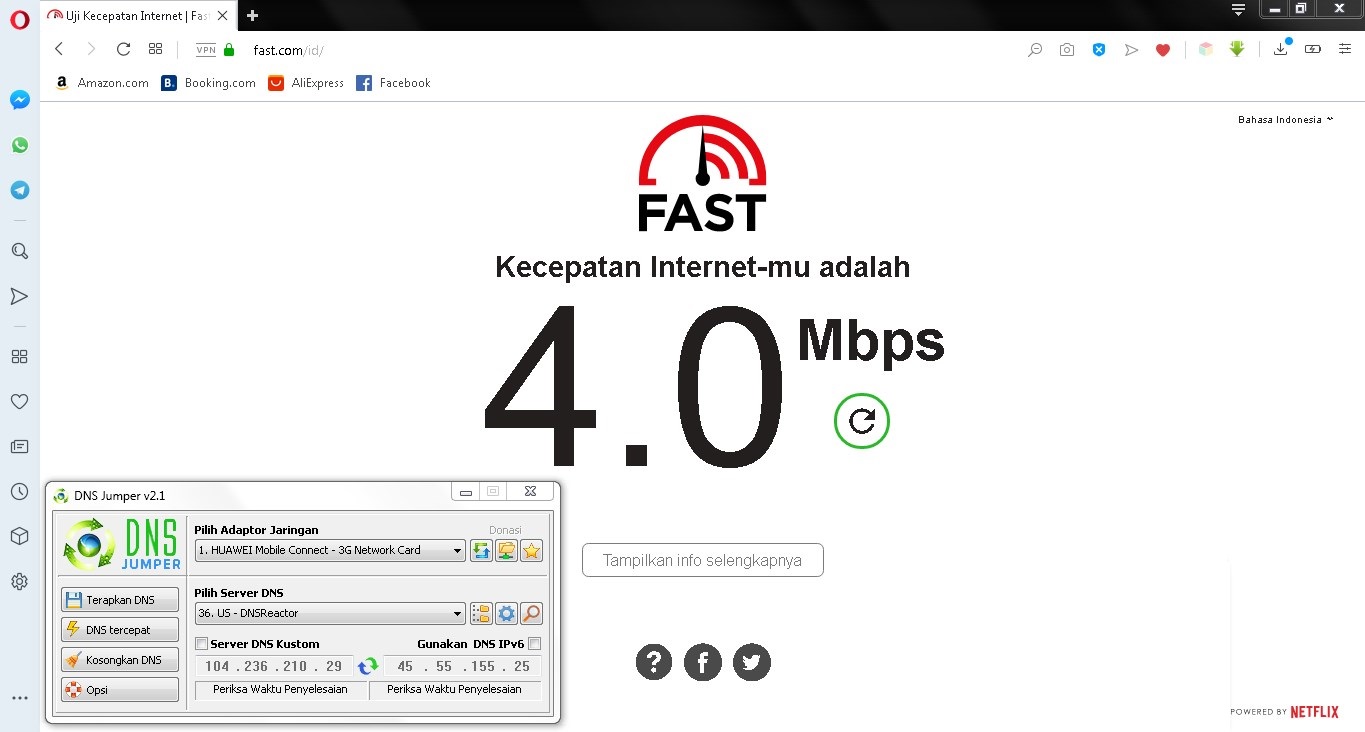 Uji Kecepatan Internet | Fas
VPN
fast.com/id/
Amazon.com
B. Booking.com
AliExpress
Facebook
Bahasa Indonesia
FAST
Kecepatan Internet-mu adalah
4.0 Mbps
DNS Jumper v2.1
DNS
JUMPER
Pilih Adaptor Jaringan
Donasi
1. HUAWEI Mobile Connect - 3G Network Card
Tampilkan info selengkapnya
Pilih Server DNS
36. US - DNSReactor
Terapkan DNS
DNS tercepat
Kosongkan DNS
Opsi
Server DNS Kustom
Gunakan DNS IPv6
104 . 236 . 210 . 29
45 . 55 . 155 . 25
Periksa Waktu Penyelesaian
Periksa Waktu Penyelesaian
POWERED BY NETFLIX